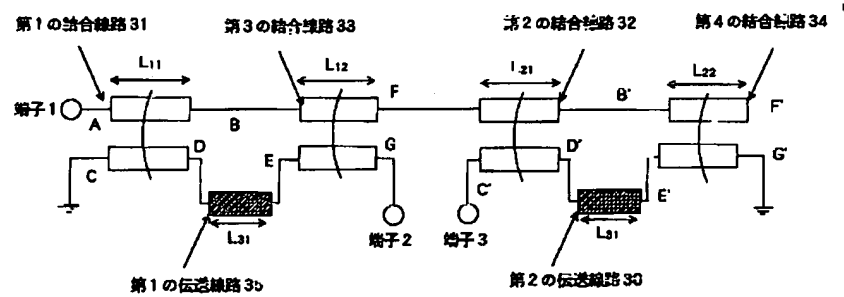 第1の結合線路31
第3の結合線路33
第2の結合線路32
第4の結合線路34
L11
L12
L21
L22
端子1
A
B
F
B'
F'
C
D
E
G
C'
D'
E'
G'
L31
端子2
端子3
L31
第1の伝送線路35
第2の伝送線路36